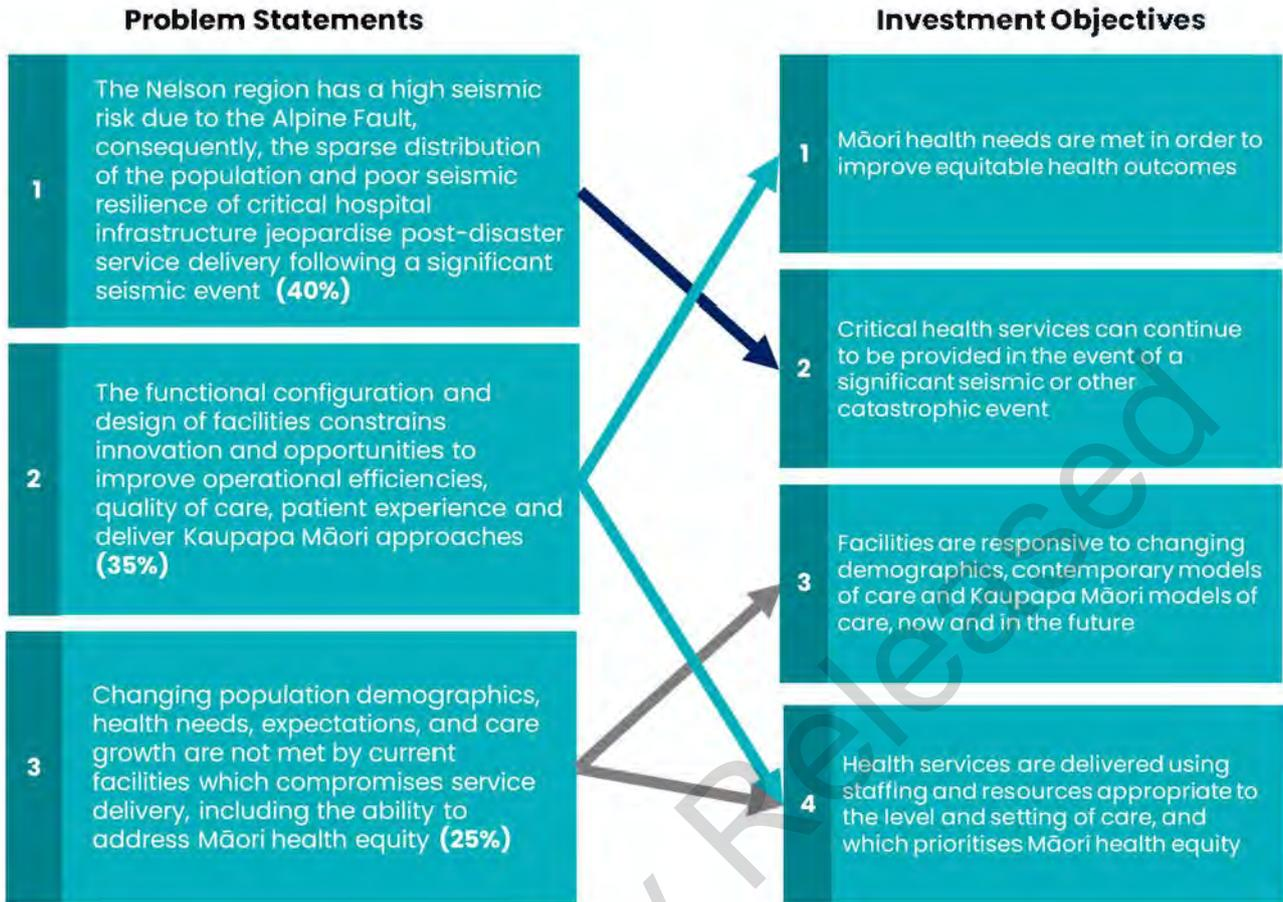 Problem Statements
Investment Objectives
1
The Nelson region has a high seismic
risk due to the Alpine Fault,
consequently, the sparse distribution
of the population and poor seismic
resilience of critical hospital
infrastructure jeopardise post-disaster
service delivery following a significant
seismic event (40%)
2
The functional configuration and
design of facilities constrains
innovation and opportunities to
improve operational efficiencies,
quality of care, patient experience and
deliver Kaupapa Māori approaches
(35%)
3
Changing population demographics,
health needs, expectations, and care
growth are not met by current
facilities which compromises service
delivery, including the ability to
address Māori health equity (25%)
1
Māori health needs are met in order to
improve equitable health outcomes
2
Critical health services can continue
to be provided in the event of a
significant seismic or other
catastrophic event
3
Facilities are responsive to changing
demographics, contemporary models
of care and Kaupapa Māori models of
care, now and in the future
4
Health services are delivered using
staffing and resources appropriate to
the level and setting of care, and
which prioritises Māori health equity
Released